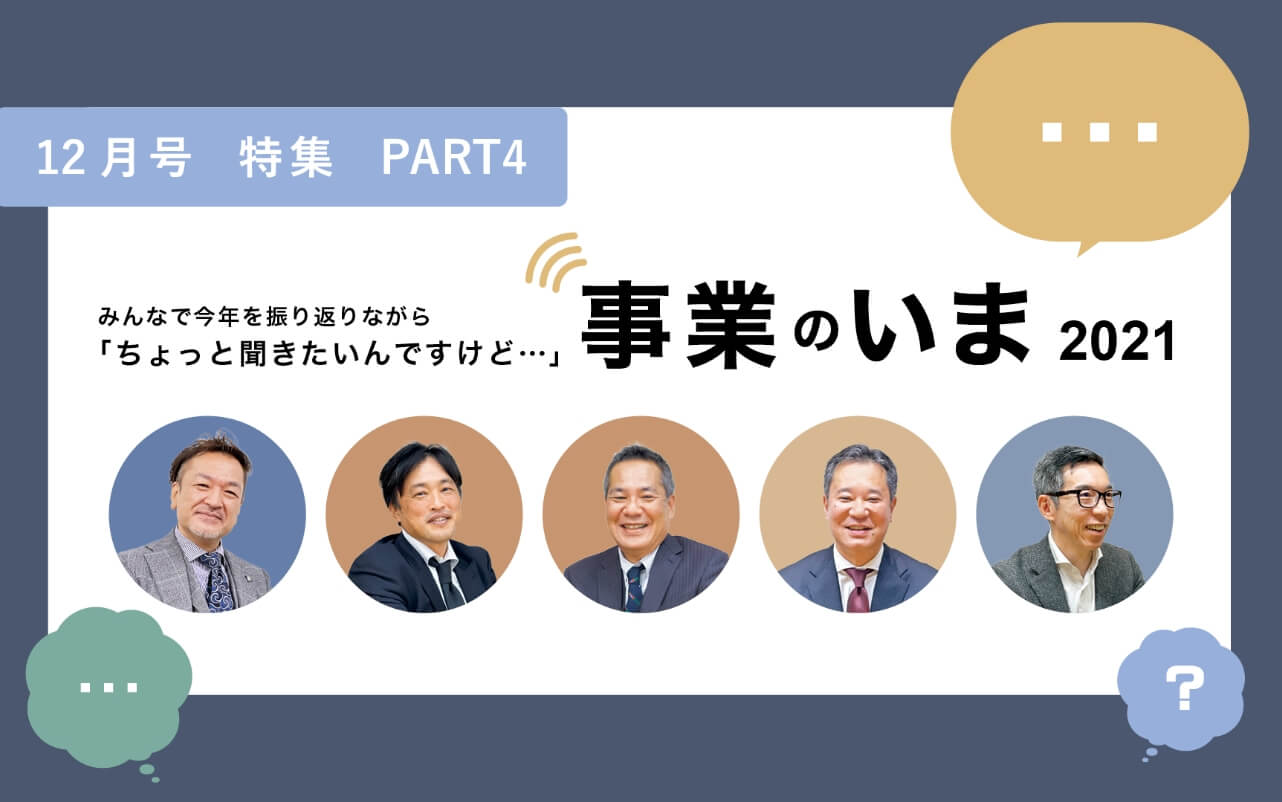 12月号　特集　PART4
みんなで今年を振り返りながら
「ちょっと聞きたいんですけど…」
事業のいま 2021
...
...
?